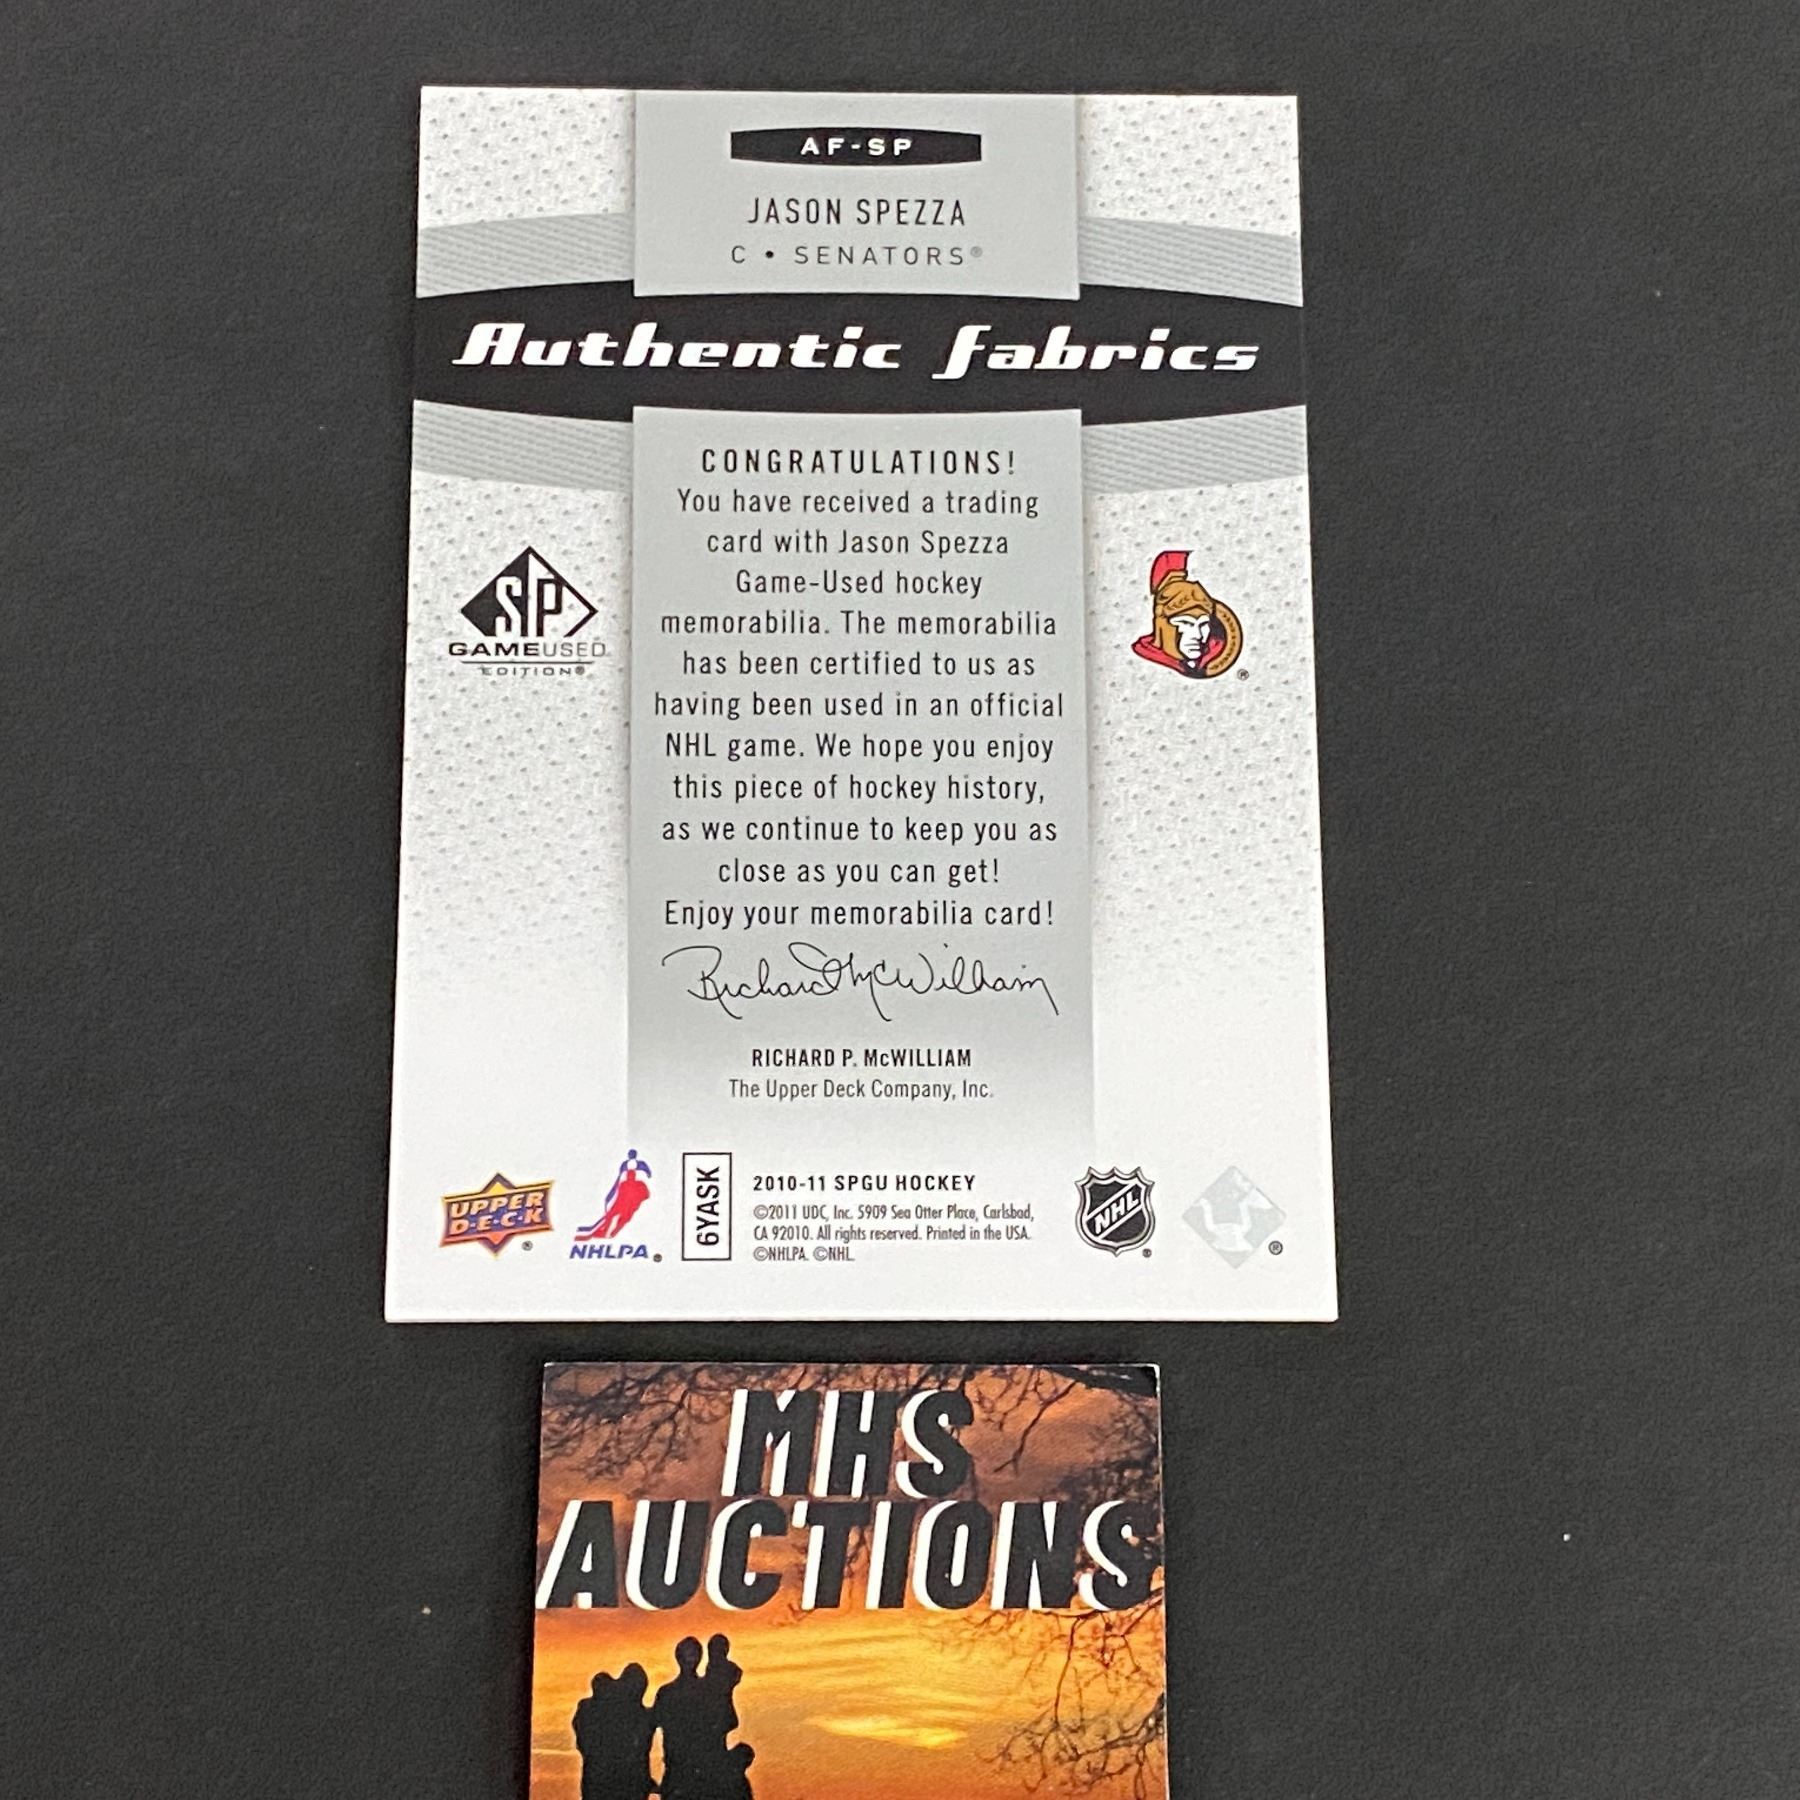 AF-SP
JASON SPEZZA
C • SENATORS®
Authentic Fabrics
CONGRATULATIONS!
You have received a trading
card with Jason Spezza
Game-Used hockey
memorabilia. The memorabilia
has been certified to us as
having been used in an official
NHL game. We hope you enjoy
this piece of hockey history,
as we continue to keep you as
close as you can get!
Enjoy your memorabilia card!
SP
GAMEUSED
EDITION®
Richard McWilliam
RICHARD P. McWILLIAM
The Upper Deck Company, Inc.
UPPER
D·E·C·K
®
NHLPA®
6YASK
2010-11 SPGU HOCKEY
©2011 UDC, Inc. 5909 Sea Otter Place, Carlsbad,
CA 92010. All rights reserved. Printed in the USA.
©NHLPA. ©NHL.
NHL
®
®
MHS
AUCTIONS